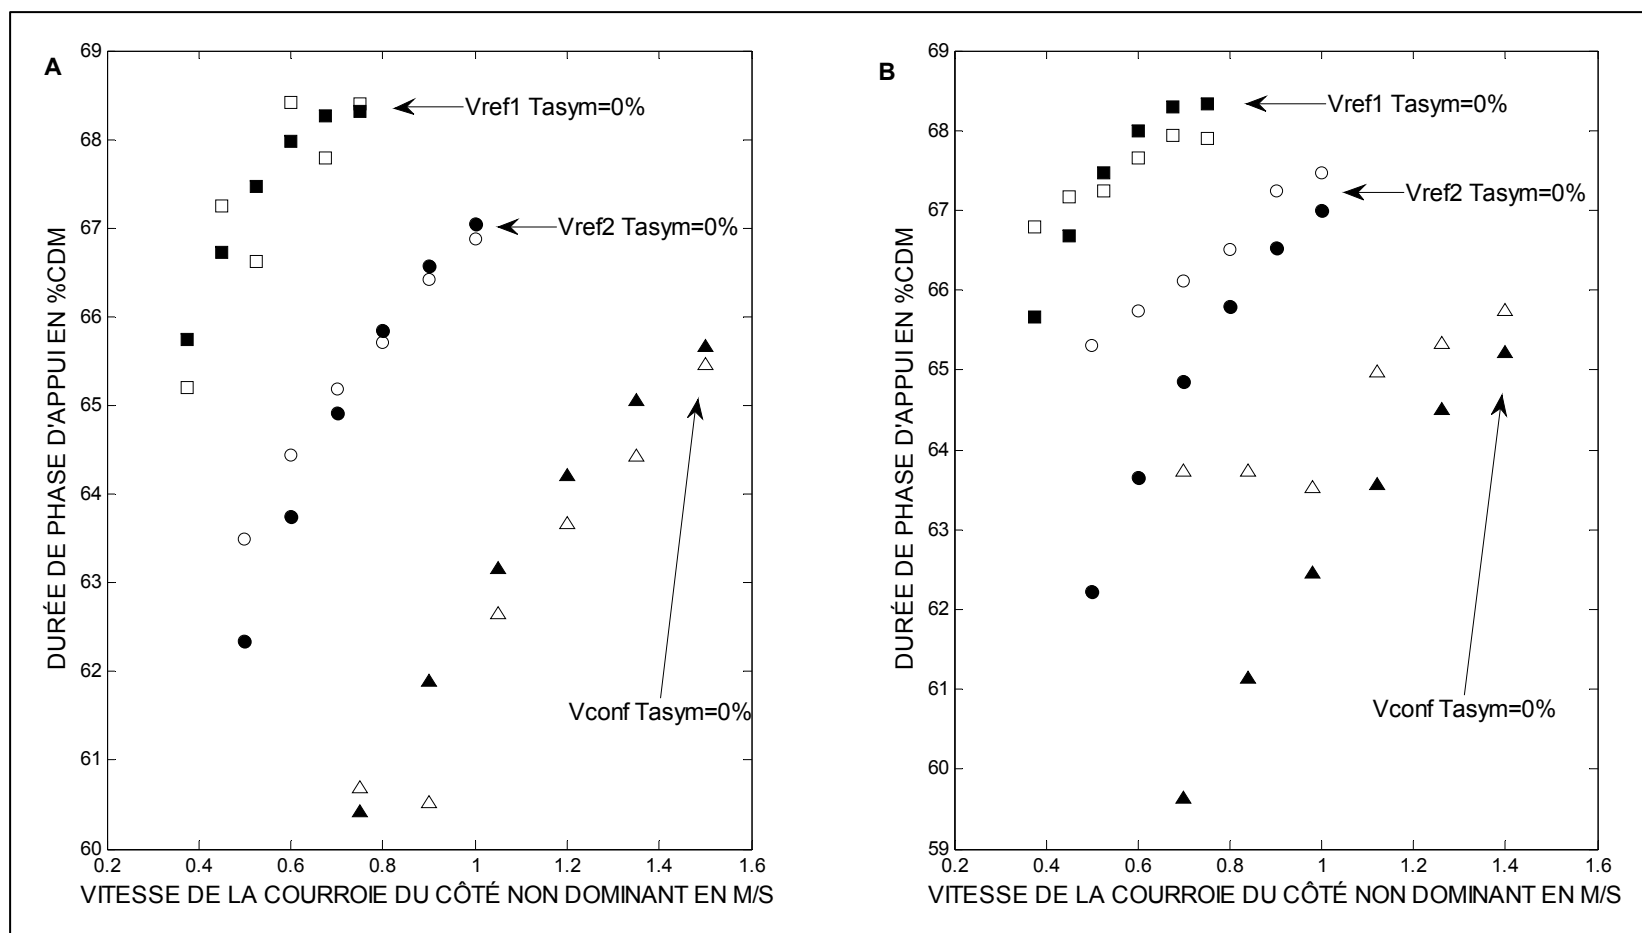 A
69
68
67
66
65
64
63
62
61
60
DURÉE DE PHASE D'APPUI EN %CDM
Vref1 Tasym=0%
Vref2 Tasym=0%
Vconf Tasym=0%
0.2 0.4 0.6 0.8 1 1.2 1.4 1.6
VITESSE DE LA COURROIE DU CÔTÉ NON DOMINANT EN M/S
B
69
68
67
66
65
64
63
62
61
60
59
DURÉE DE PHASE D'APPUI EN %CDM
Vref1 Tasym=0%
Vref2 Tasym=0%
Vconf Tasym=0%
0.2 0.4 0.6 0.8 1 1.2 1.4 1.6
VITESSE DE LA COURROIE DU CÔTÉ NON DOMINANT EN M/S